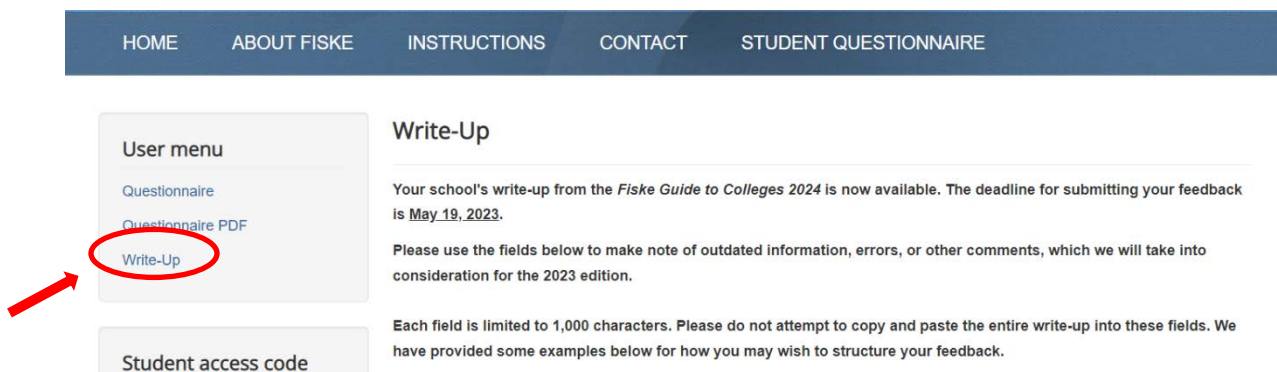 HOME ABOUT FISKE INSTRUCTIONS CONTACT STUDENT QUESTIONNAIRE
User menu
Questionnaire
Questionnaire PDF
Write-Up
Student access code
Write-Up
Your school's write-up from the Fiske Guide to Colleges 2024 is now available. The deadline for submitting your feedback
is May 19, 2023.
Please use the fields below to make note of outdated information, errors, or other comments, which we will take into
consideration for the 2023 edition.
Each field is limited to 1,000 characters. Please do not attempt to copy and paste the entire write-up into these fields. We
have provided some examples below for how you may wish to structure your feedback.